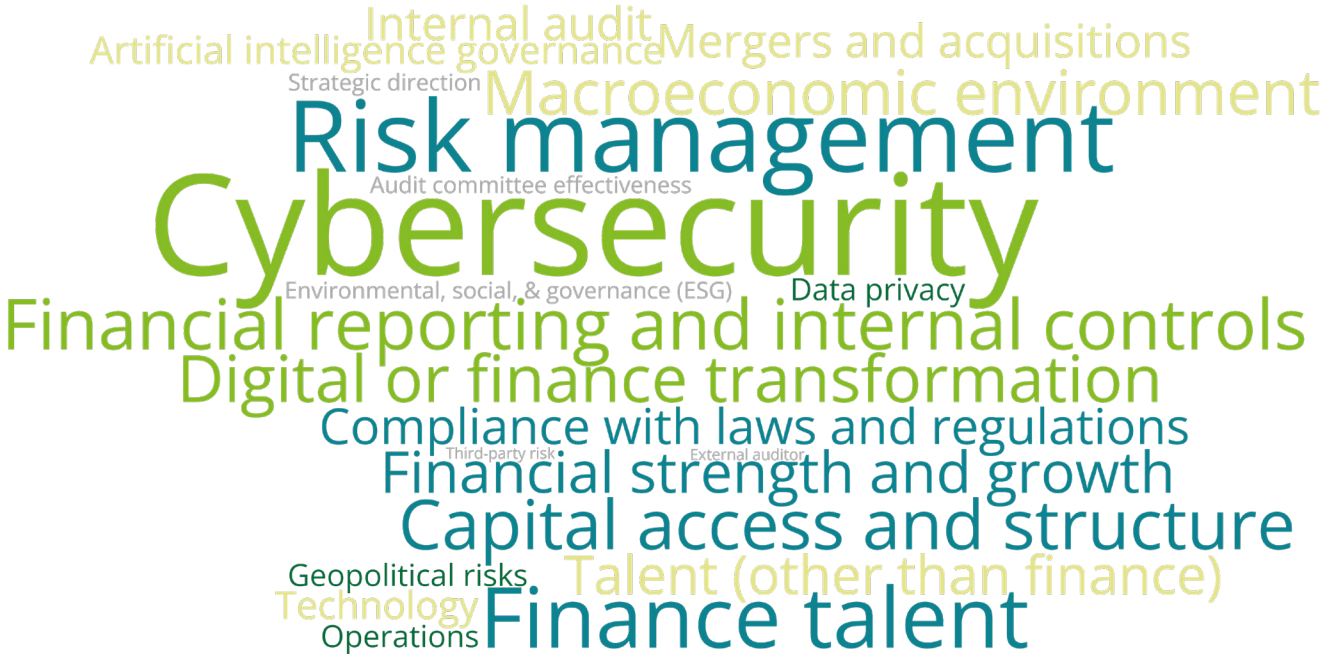 Internal audit
Artificial intelligence governance
Mergers and acquisitions
Strategic direction
Macroeconomic environment
Risk management
Audit committee effectiveness
Cybersecurity
Environmental, social, & governance (ESG)
Data privacy
Financial reporting and internal controls
Digital or finance transformation
Compliance with laws and regulations
Third-party risk
External auditor
Financial strength and growth
Capital access and structure
Geopolitical risks
Talent (other than finance)
Technology
Finance talent
Operations